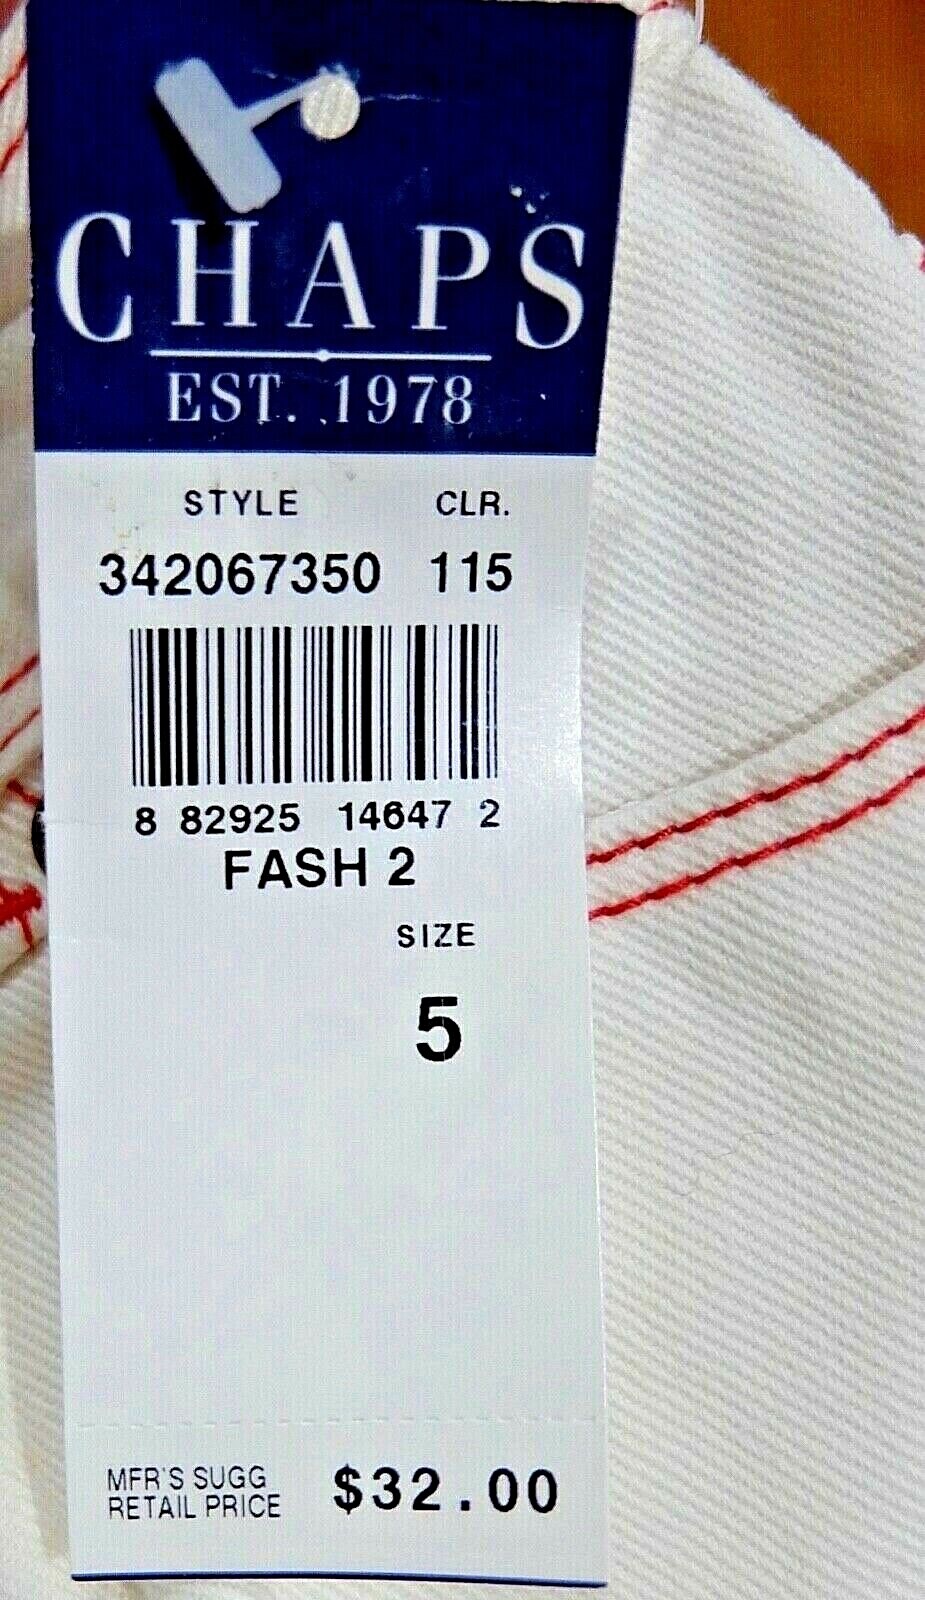 CHAPS
EST. 1978
STYLE CLR.
342067350 115
8 82925 14647 2
FASH 2
SIZE
5
MFR'S SUGG
RETAIL PRICE $32.00